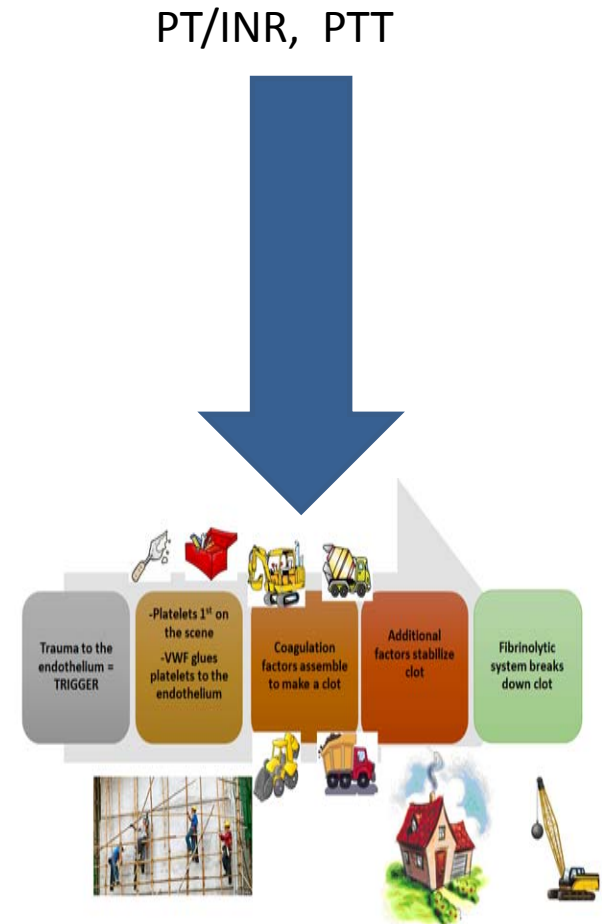 PT/INR, PTT
Trauma to the
endothelium =
TRIGGER
-Platelets 1st on
the scene
-VWF glues
platelets to the
endothelium
Coagulation
factors assemble
to make a clot
Additional
factors stabilize
clot
Fibrinolytic
system breaks
down clot